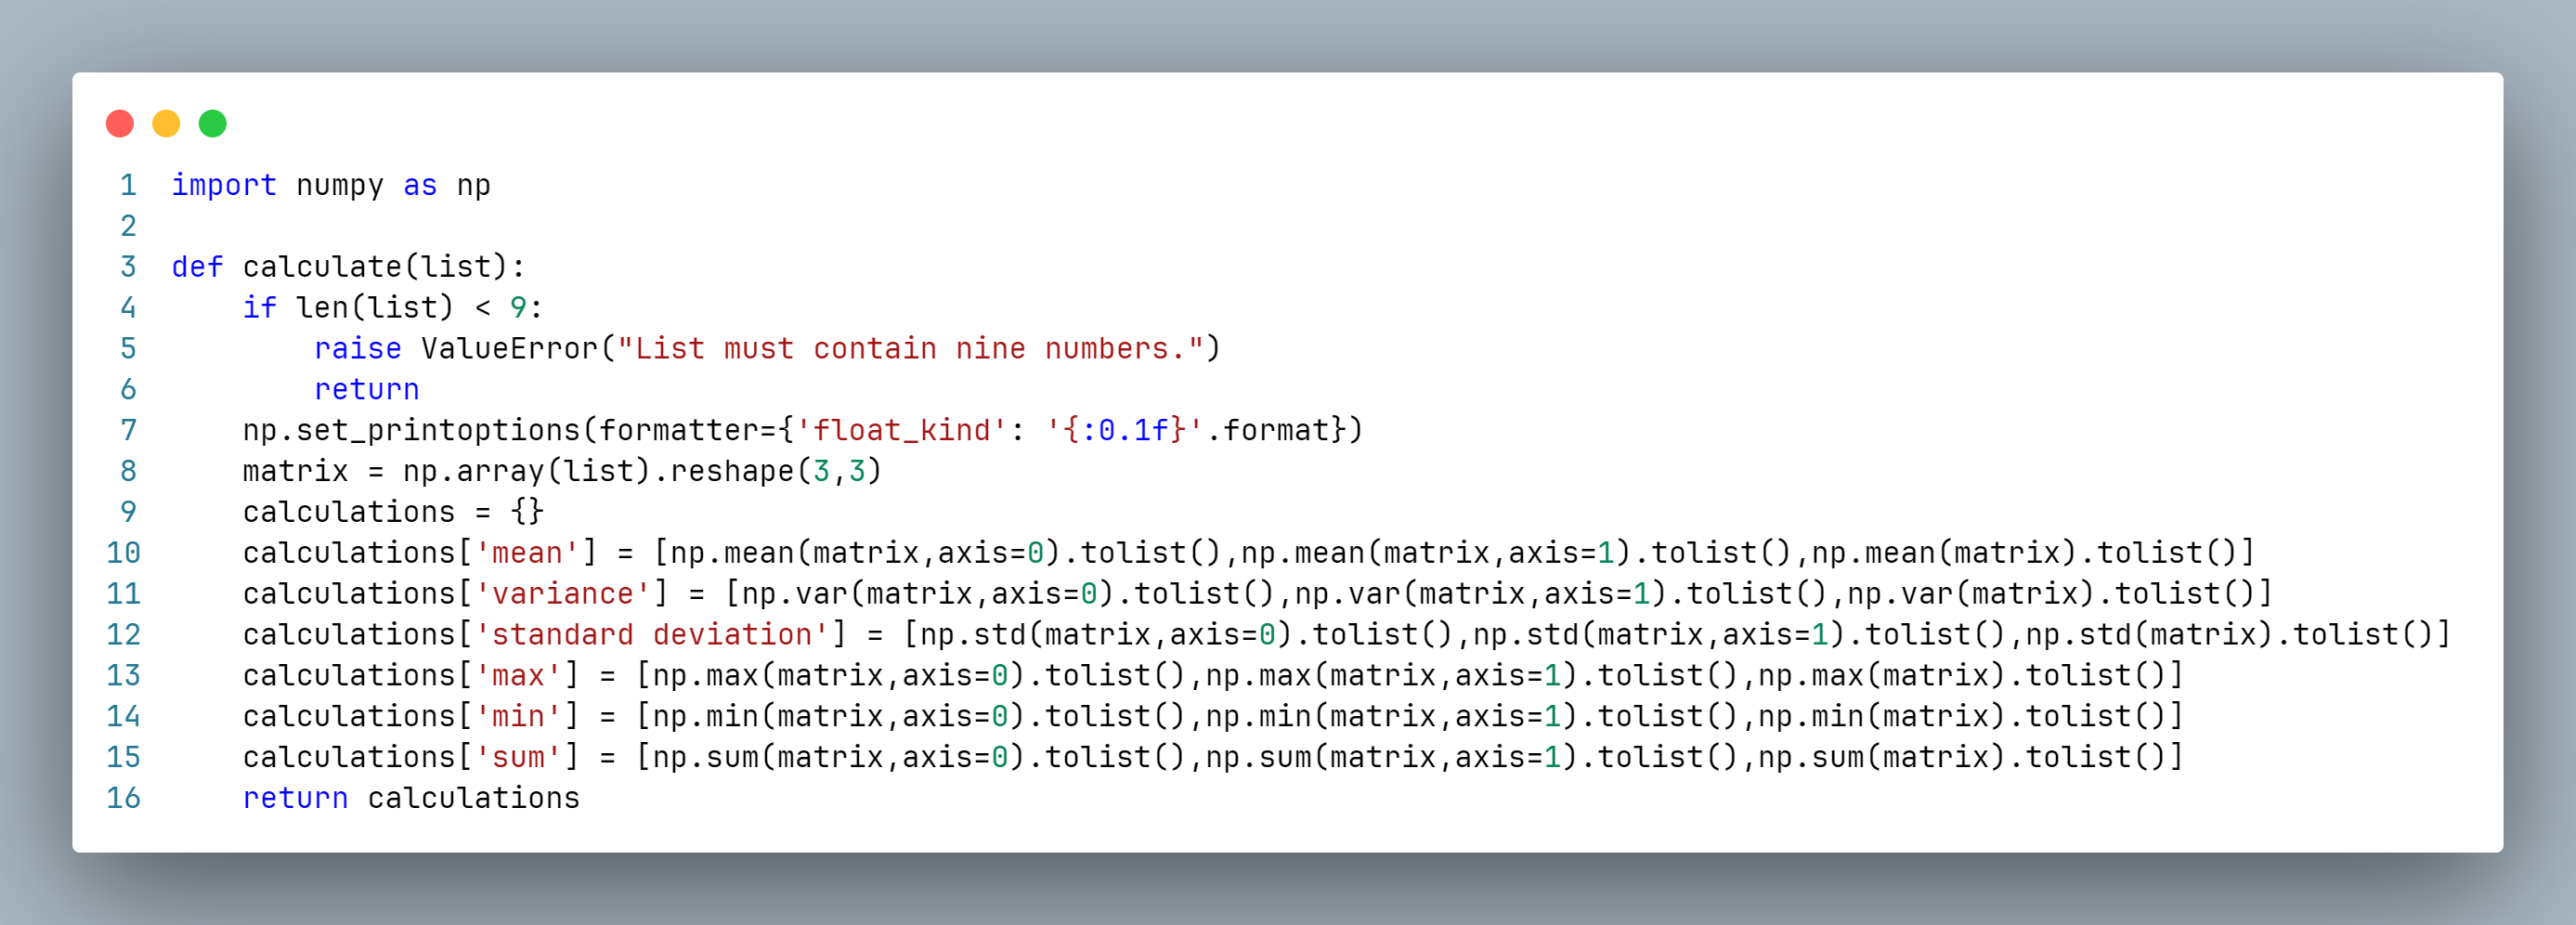 1 import numpy as np
2
3 def calculate(list):
4     if len(list) < 9:
5         raise ValueError("List must contain nine numbers.")
6         return
7     np.set_printoptions(formatter={'float_kind': '{:0.1f}'.format})
8     matrix = np.array(list).reshape(3,3)
9     calculations = {}
10     calculations['mean'] = [np.mean(matrix,axis=0).tolist(),np.mean(matrix,axis=1).tolist(),np.mean(matrix).tolist()]
11     calculations['variance'] = [np.var(matrix,axis=0).tolist(),np.var(matrix,axis=1).tolist(),np.var(matrix).tolist()]
12     calculations['standard deviation'] = [np.std(matrix,axis=0).tolist(),np.std(matrix,axis=1).tolist(),np.std(matrix).tolist()]
13     calculations['max'] = [np.max(matrix,axis=0).tolist(),np.max(matrix,axis=1).tolist(),np.max(matrix).tolist()]
14     calculations['min'] = [np.min(matrix,axis=0).tolist(),np.min(matrix,axis=1).tolist(),np.min(matrix).tolist()]
15     calculations['sum'] = [np.sum(matrix,axis=0).tolist(),np.sum(matrix,axis=1).tolist(),np.sum(matrix).tolist()]
16     return calculations